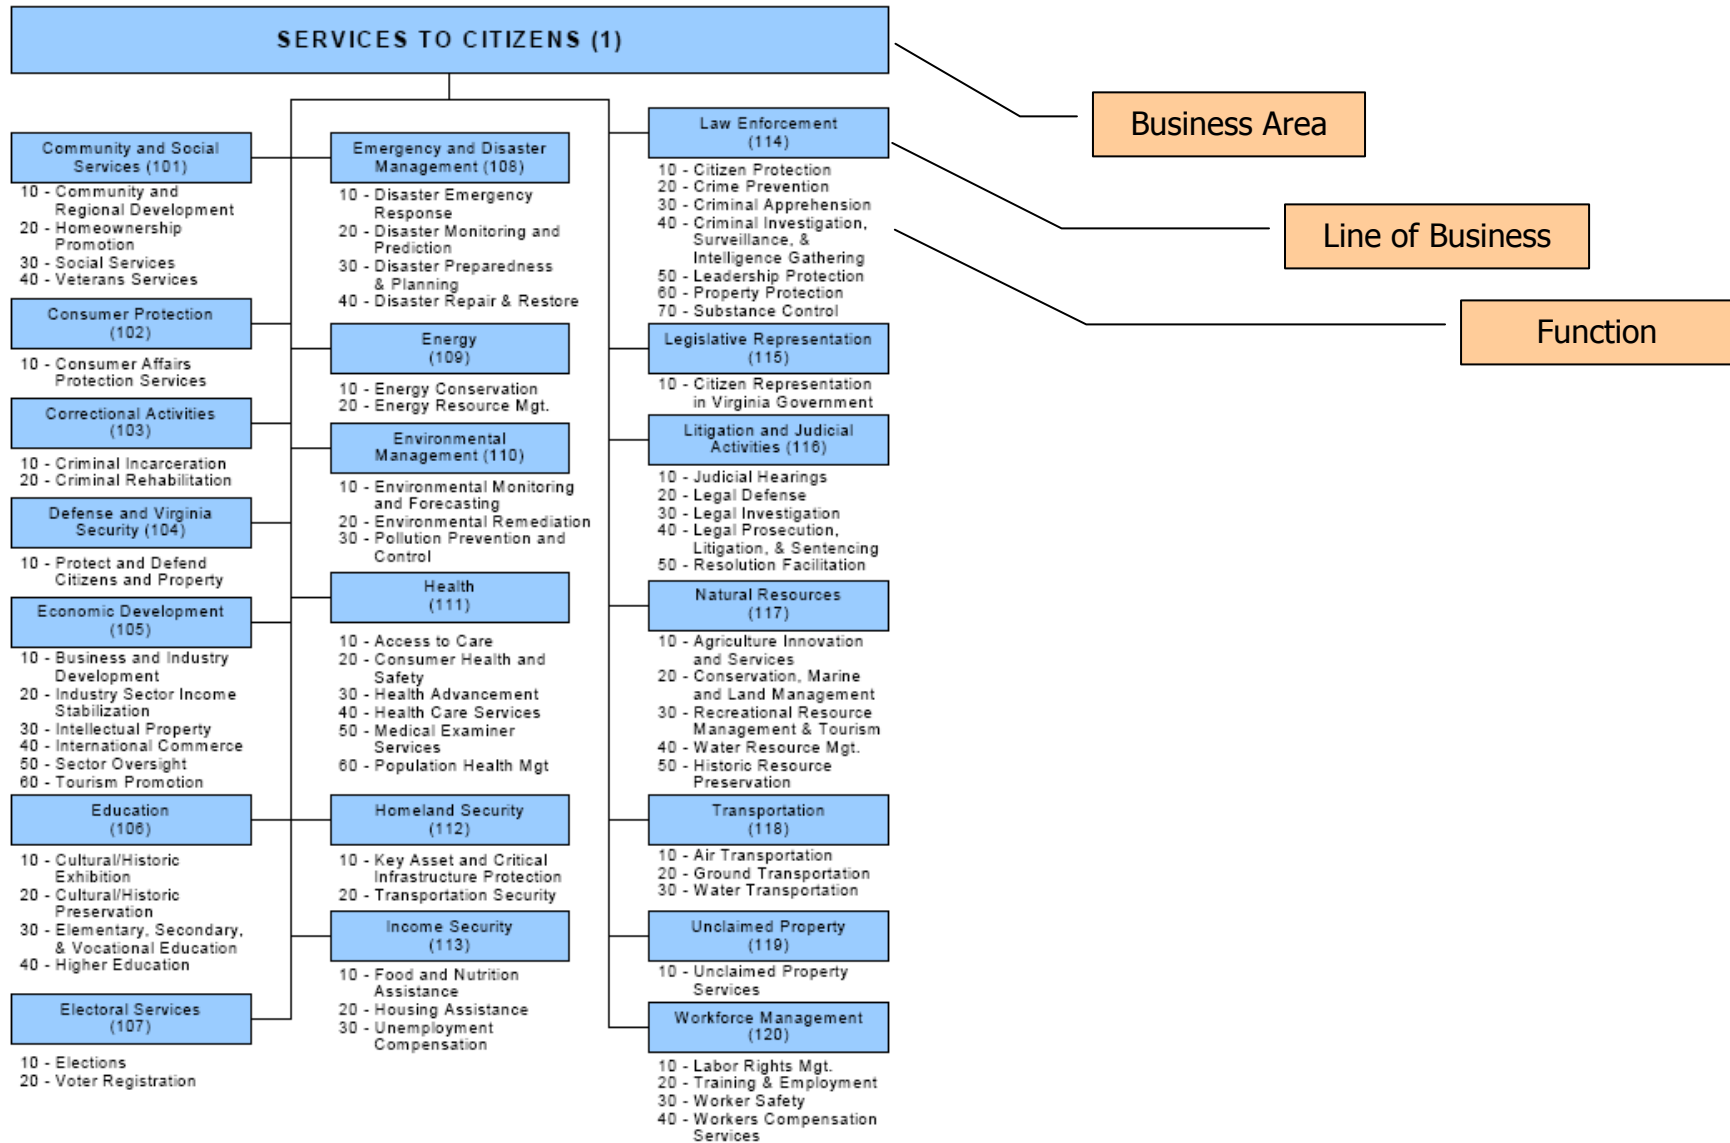 SERVICES TO CITIZENS (1)
Community and Social
Services (101)
10 - Community and
Regional Development
20 - Homeownership
Promotion
30 - Social Services
40 - Veterans Services
Consumer Protection
(102)
10 - Consumer Affairs
Protection Services
Correctional Activities
(103)
10 - Criminal Incarceration
20 - Criminal Rehabilitation
Defense and Virginia
Security (104)
10 - Protect and Defend
Citizens and Property
Economic Development
(105)
10 - Business and Industry
Development
20 - Industry Sector Income
Stabilization
30 - Intellectual Property
40 - International Commerce
50 - Sector Oversight
60 - Tourism Promotion
Education
(106)
10 - Cultural/Historic
Exhibition
20 - Cultural/Historic
Preservation
30 - Elementary, Secondary,
& Vocational Education
40 - Higher Education
Electoral Services
(107)
10 - Elections
20 - Voter Registration
Emergency and Disaster
Management (108)
10 - Disaster Emergency
Response
20 - Disaster Monitoring and
Prediction
30 - Disaster Preparedness
& Planning
40 - Disaster Repair & Restore
Energy
(109)
10 - Energy Conservation
20 - Energy Resource Mgt.
Environmental
Management (110)
10 - Environmental Monitoring
and Forecasting
20 - Environmental Remediation
30 - Pollution Prevention and
Control
Health
(111)
10 - Access to Care
20 - Consumer Health and
Safety
30 - Health Advancement
40 - Health Care Services
50 - Medical Examiner
Services
60 - Population Health Mgt
Homeland Security
(112)
10 - Key Asset and Critical
Infrastructure Protection
20 - Transportation Security
Income Security
(113)
10 - Food and Nutrition
Assistance
20 - Housing Assistance
30 - Unemployment
Compensation
Law Enforcement
(114)
10 - Citizen Protection
20 - Crime Prevention
30 - Criminal Apprehension
40 - Criminal Investigation,
Surveillance, &
Intelligence Gathering
50 - Leadership Protection
60 - Property Protection
70 - Substance Control
Legislative Representation
(115)
10 - Citizen Representation
in Virginia Government
Litigation and Judicial
Activities (116)
10 - Judicial Hearings
20 - Legal Defense
30 - Legal Investigation
40 - Legal Prosecution,
Litigation, & Sentencing
50 - Resolution Facilitation
Natural Resources
(117)
10 - Agriculture Innovation
and Services
20 - Conservation, Marine
and Land Management
30 - Recreational Resource
Management & Tourism
40 - Water Resource Mgt.
50 - Historic Resource
Preservation
Transportation
(118)
10 - Air Transportation
20 - Ground Transportation
30 - Water Transportation
Unclaimed Property
(119)
10 - Unclaimed Property
Services
Workforce Management
(120)
10 - Labor Rights Mgt.
20 - Training & Employment
30 - Worker Safety
40 - Workers Compensation
Services
Business Area
Line of Business
Function